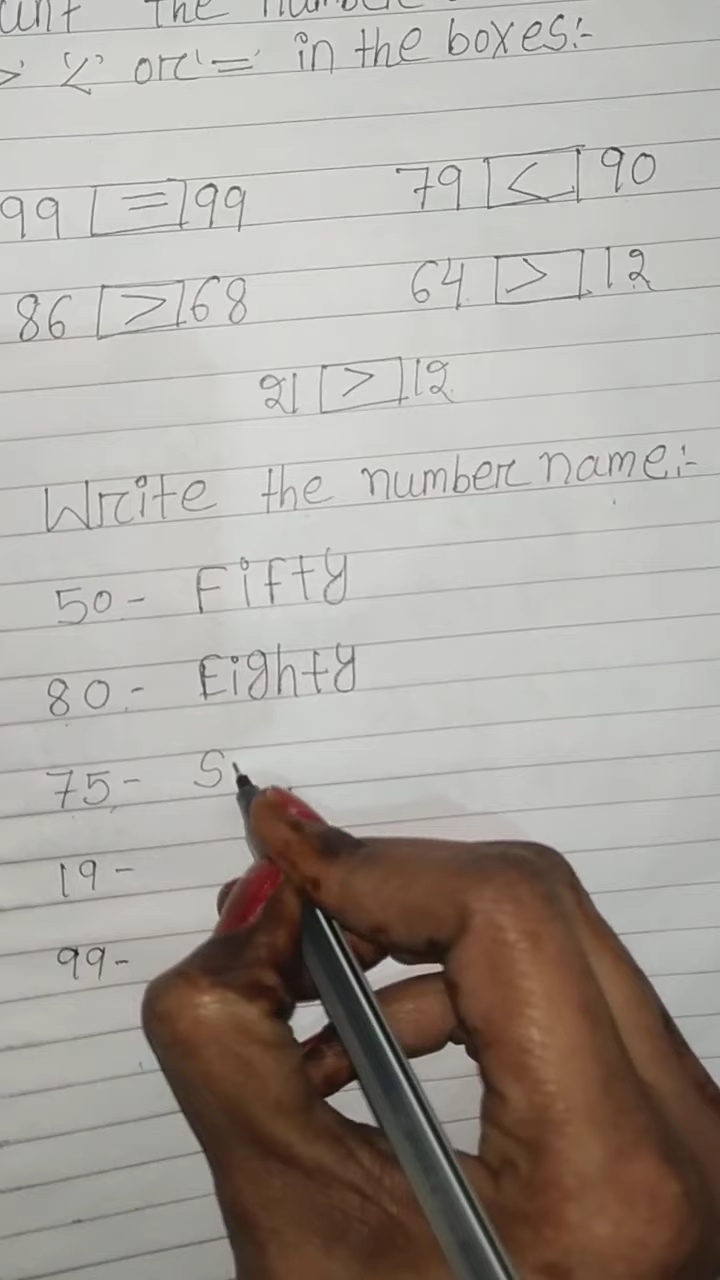 the
> '<' or '=' in the boxes:-
99 = 99 79 < 90
86 > 68 64 > 12
21 > 12
Write the number name:-
50- Fifty
80- Eighty
75- S
19-
99-